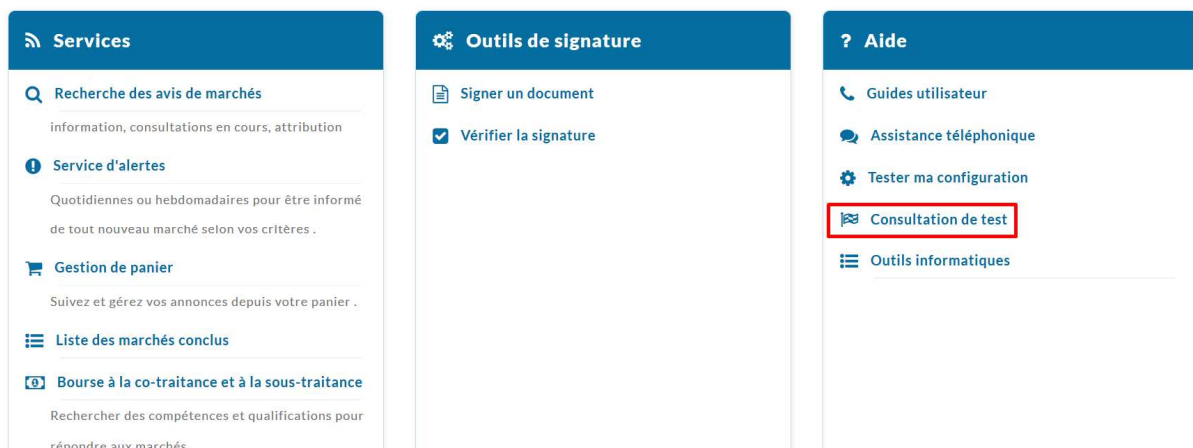 Services
Recherche des avis de marchés
information, consultations en cours, attribution
Service d'alertes
Quotidiennes ou hebdomadaires pour être informé
de tout nouveau marché selon vos critères .
Gestion de panier
Suivez et gérez vos annonces depuis votre panier .
Liste des marchés conclus
Bourse à la co-traitance et à la sous-traitance
Rechercher des compétences et qualifications pour
répondre aux marchés
Outils de signature
Signer un document
Vérifier la signature
? Aide
Guides utilisateur
Assistance téléphonique
Tester ma configuration
Consultation de test
Outils informatiques